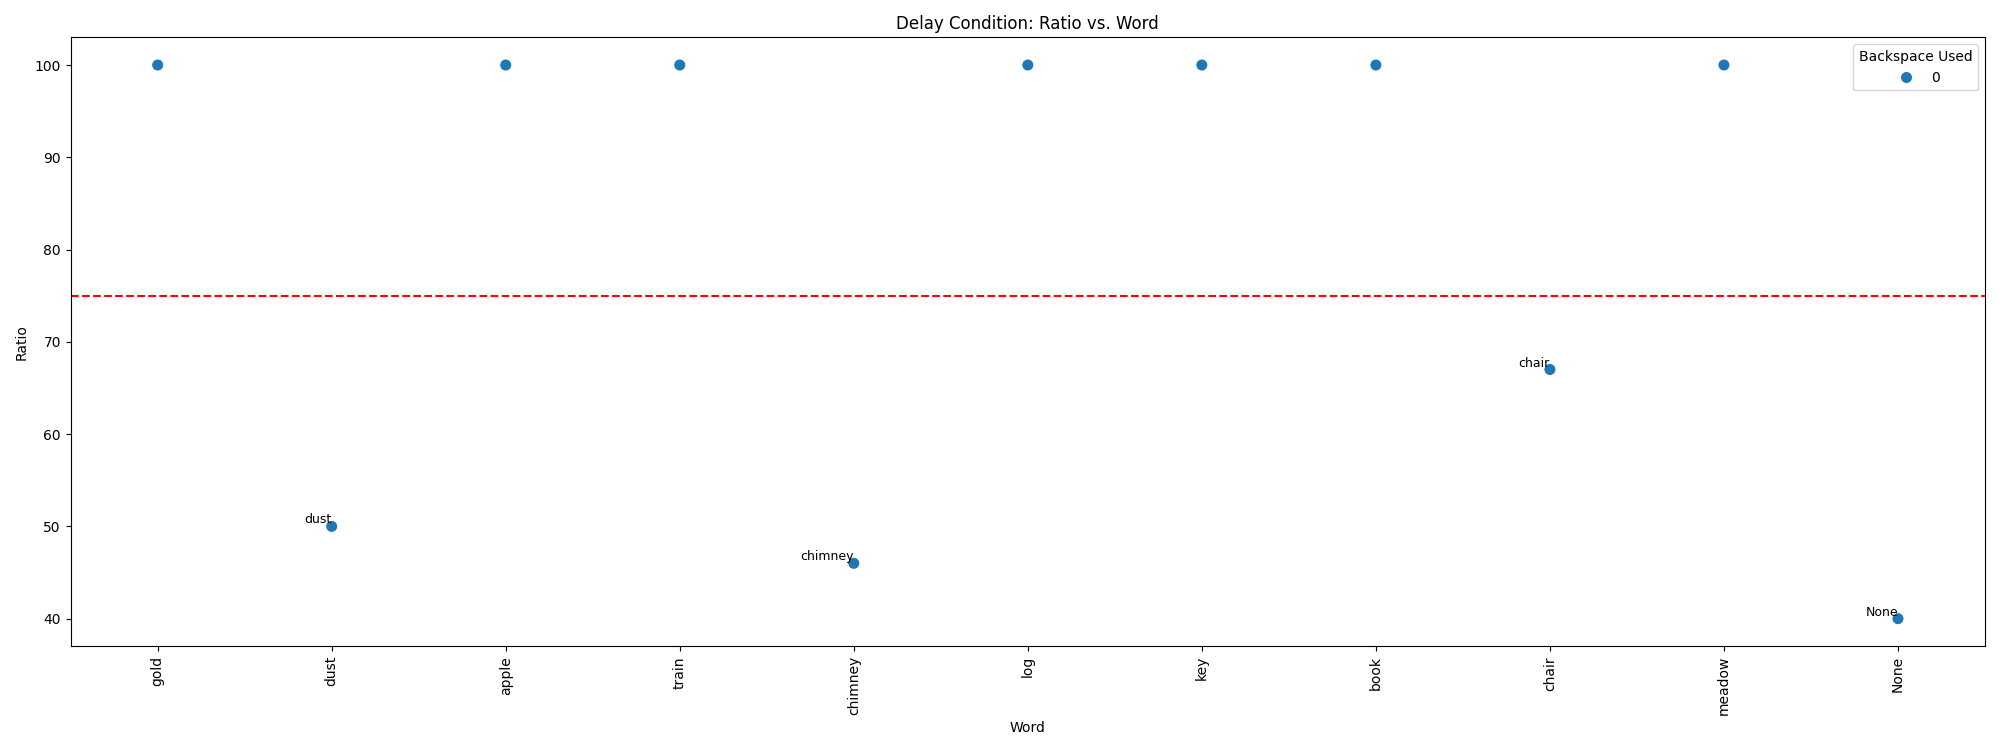 Delay Condition: Ratio vs. Word
Backspace Used
0
100
90
80
70
60
50
40
Ratio
chair
dust
chimney
None
gold
dust
apple
train
chimney
log
key
book
chair
meadow
None
Word